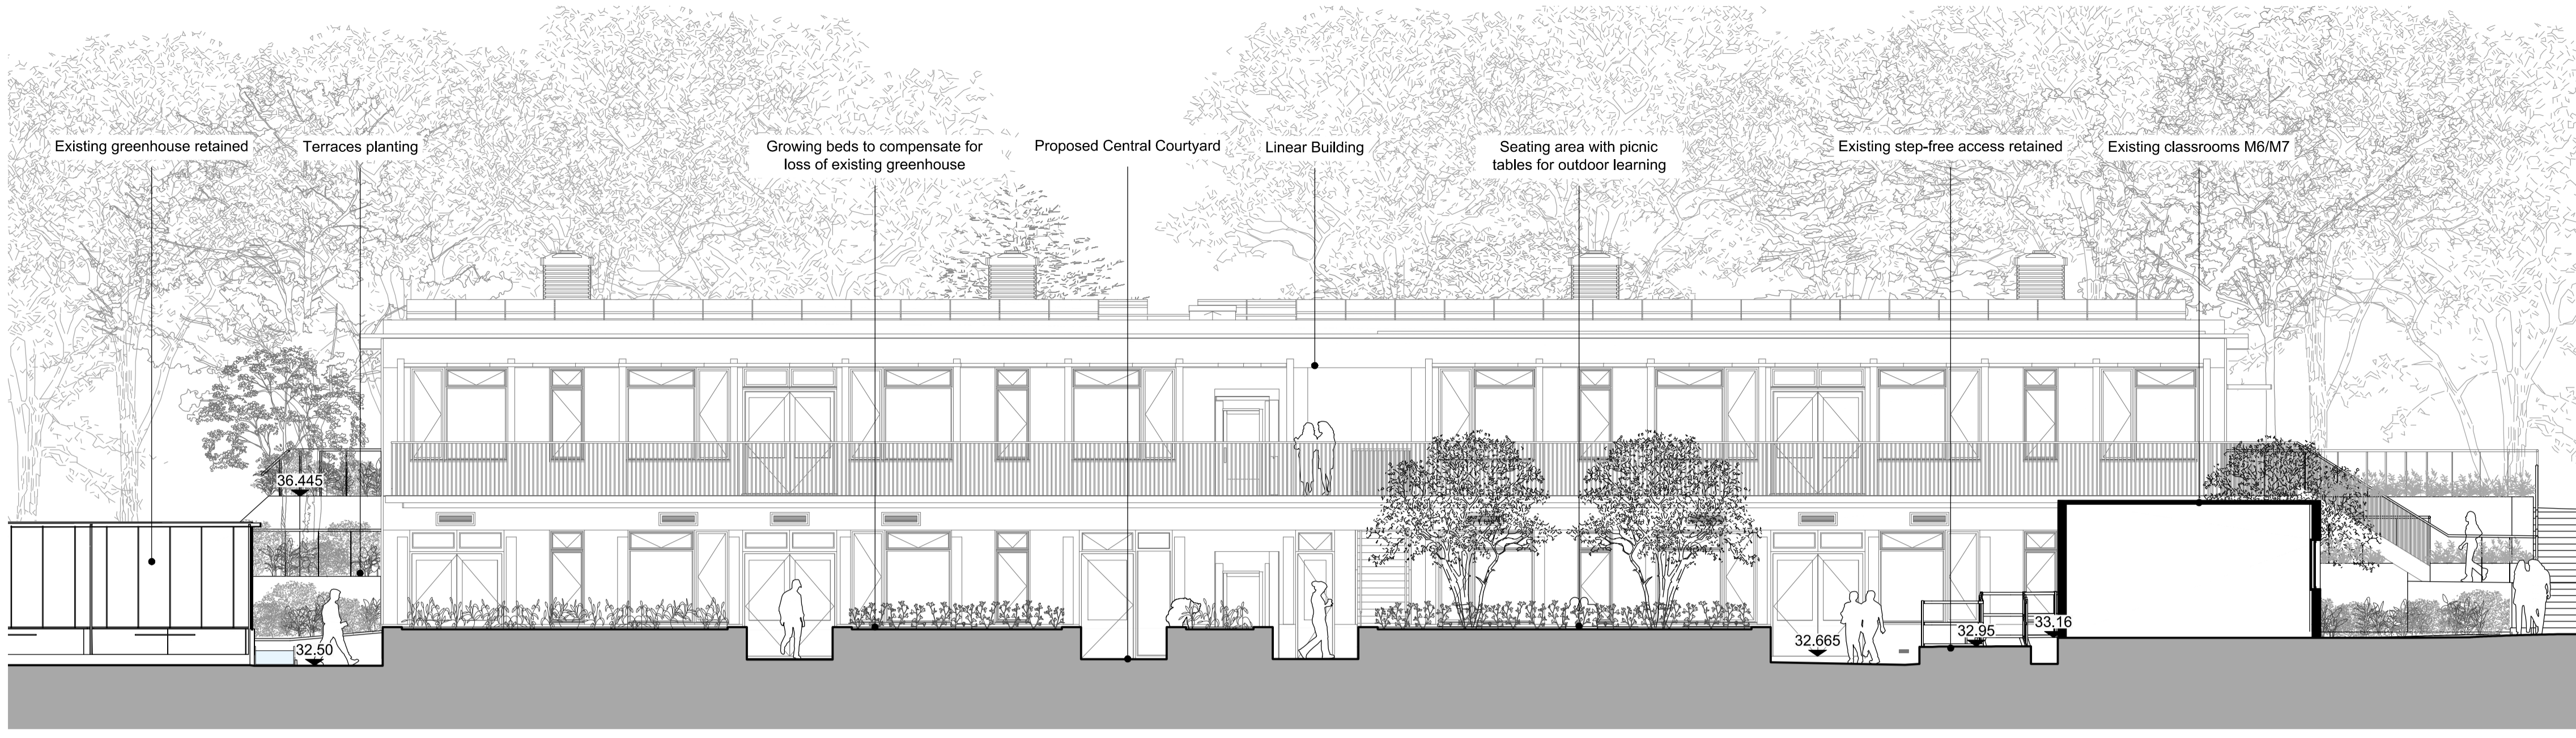 Existing greenhouse retained
Terraces planting
Growing beds to compensate for
loss of existing greenhouse
Proposed Central Courtyard
Linear Building
Seating area with picnic
tables for outdoor learning
Existing step-free access retained
Existing classrooms M6/M7
36.445
32.50
32.665
32.95
33.16